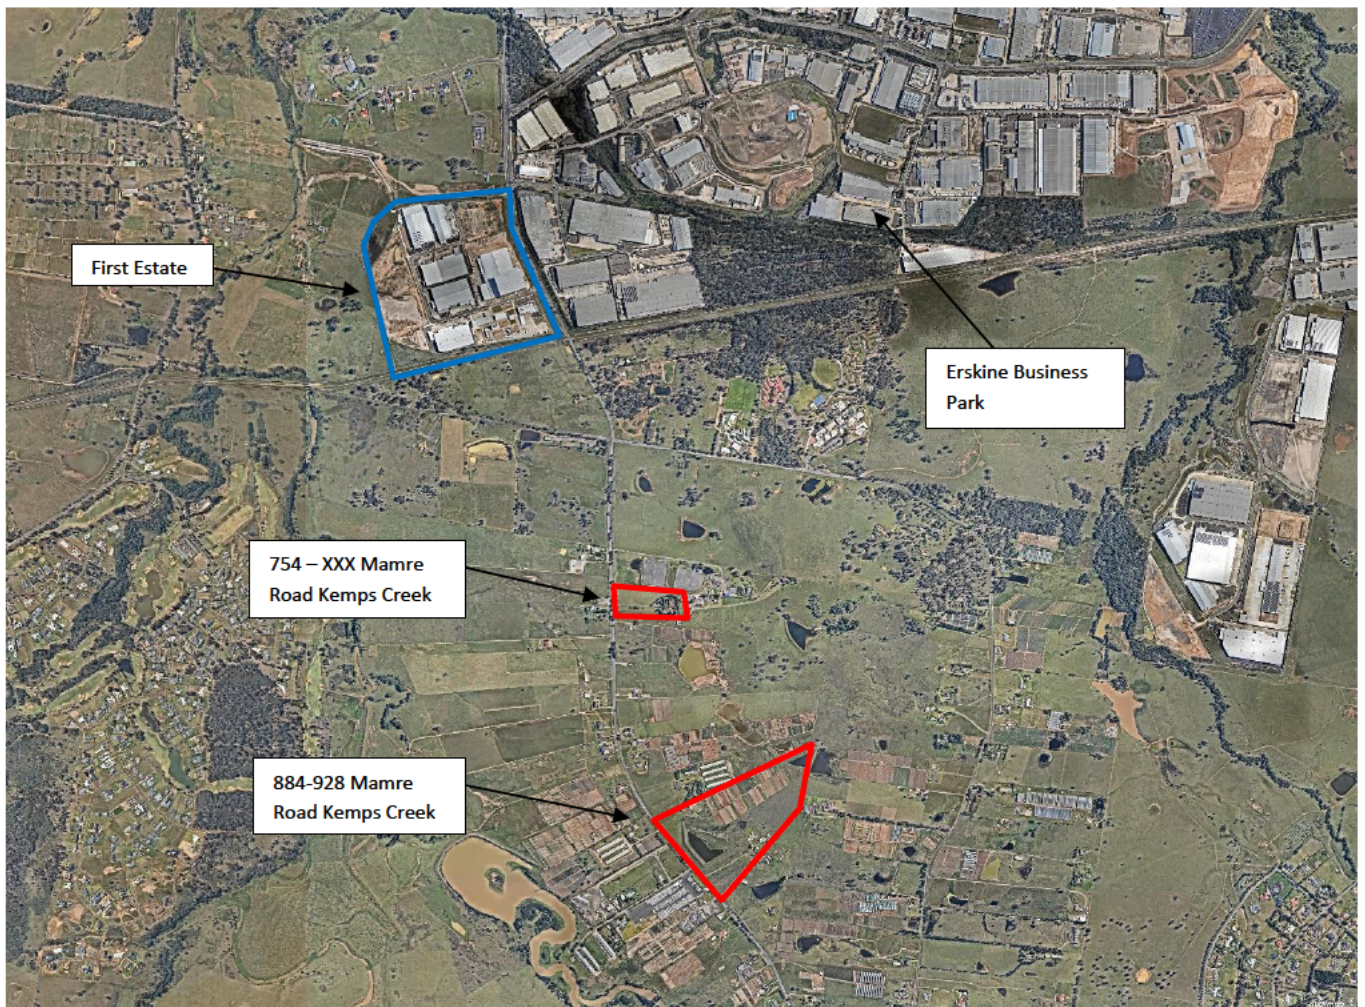 First Estate
Erskine Business
Park
754 – XXX Mamre
Road Kemps Creek
884-928 Mamre
Road Kemps Creek